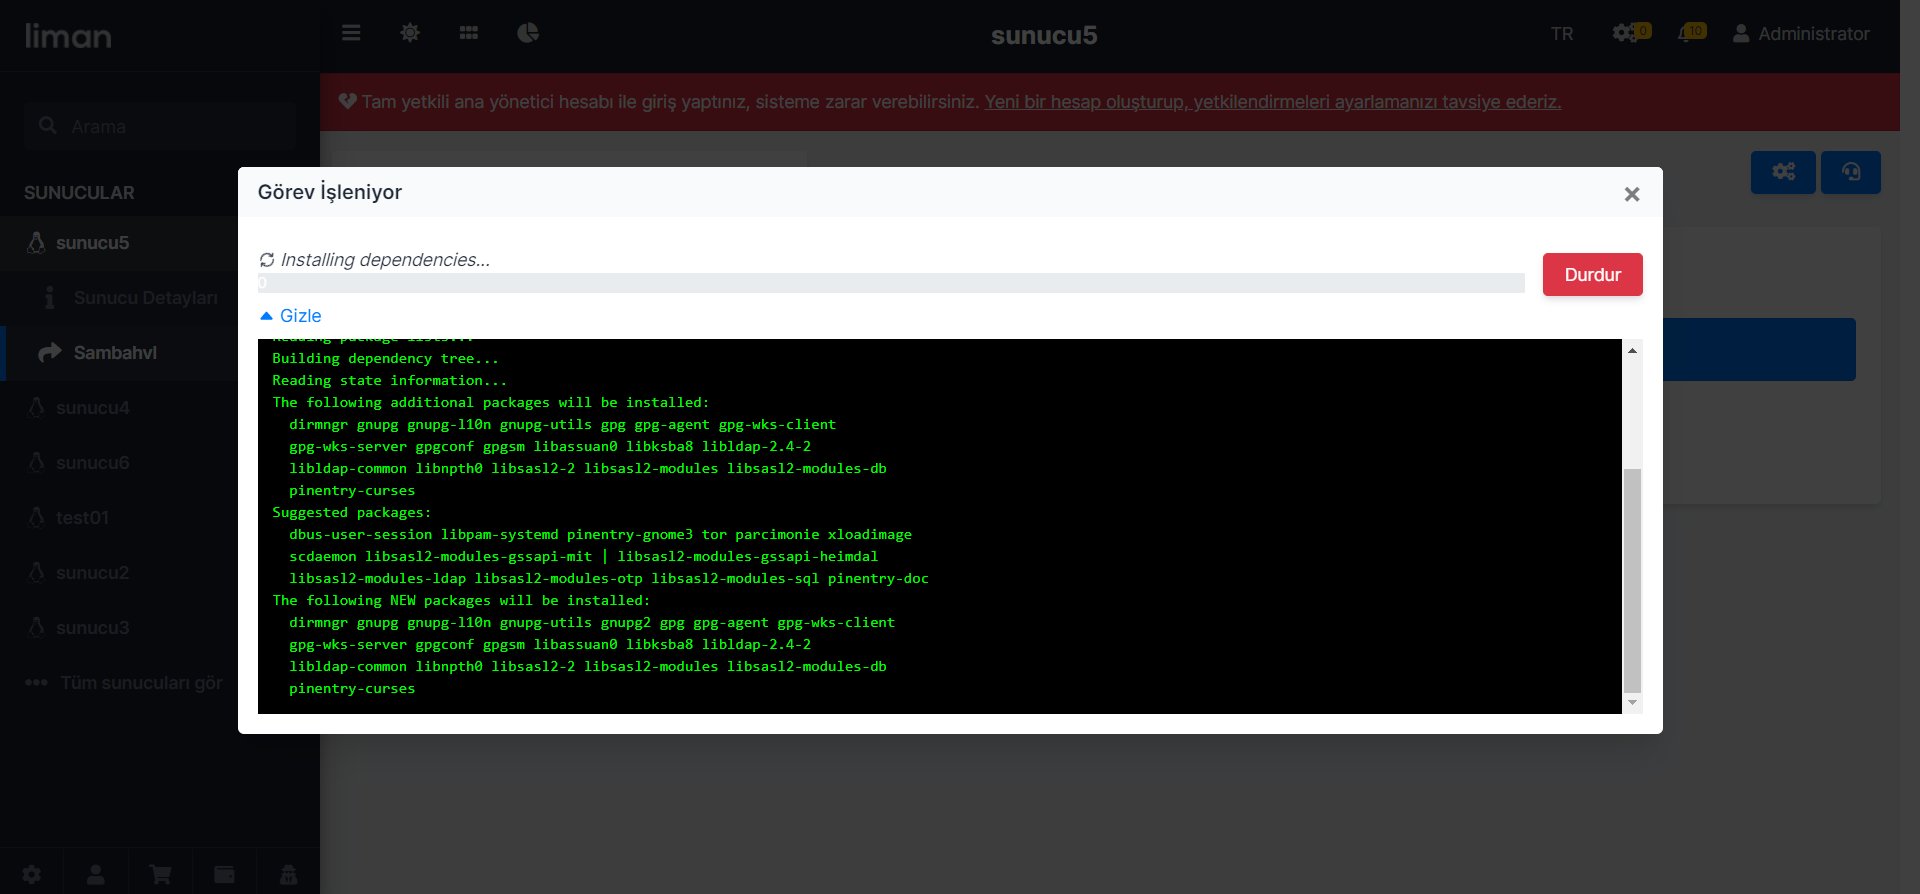 liman
sunucu5
TR
0
10
Administrator
Tam yetkili ana yönetici hesabı ile giriş yaptınız, sisteme zarar verebilirsiniz. Yeni bir hesap oluşturup, yetkilendirmeleri ayarlamanızı tavsiye ederiz.
Arama
SUNUCULAR
sunucu5
Sunucu Detayları
Sambahvl
sunucu4
sunucu6
test01
sunucu2
sunucu3
Tüm sunucuları gör
Görev İşleniyor
×
Installing dependencies...
0
Durdur
Gizle
Reading package lists...
Building dependency tree...
Reading state information...
The following additional packages will be installed:
dirmngr gnupg gnupg-l10n gnupg-utils gpg gpg-agent gpg-wks-client
gpg-wks-server gpgconf gpgsm libassuan0 libksba8 libldap-2.4-2
libldap-common libnpth0 libsasl2-2 libsasl2-modules libsasl2-modules-db
pinentry-curses
Suggested packages:
dbus-user-session libpam-systemd pinentry-gnome3 tor parcimonie xloadimage
scdaemon libsasl2-modules-gssapi-mit | libsasl2-modules-gssapi-heimdal
libsasl2-modules-ldap libsasl2-modules-otp libsasl2-modules-sql pinentry-doc
The following NEW packages will be installed:
dirmngr gnupg gnupg-l10n gnupg-utils gnupg2 gpg gpg-agent gpg-wks-client
gpg-wks-server gpgconf gpgsm libassuan0 libksba8 libldap-2.4-2
libldap-common libnpth0 libsasl2-2 libsasl2-modules libsasl2-modules-db
pinentry-curses